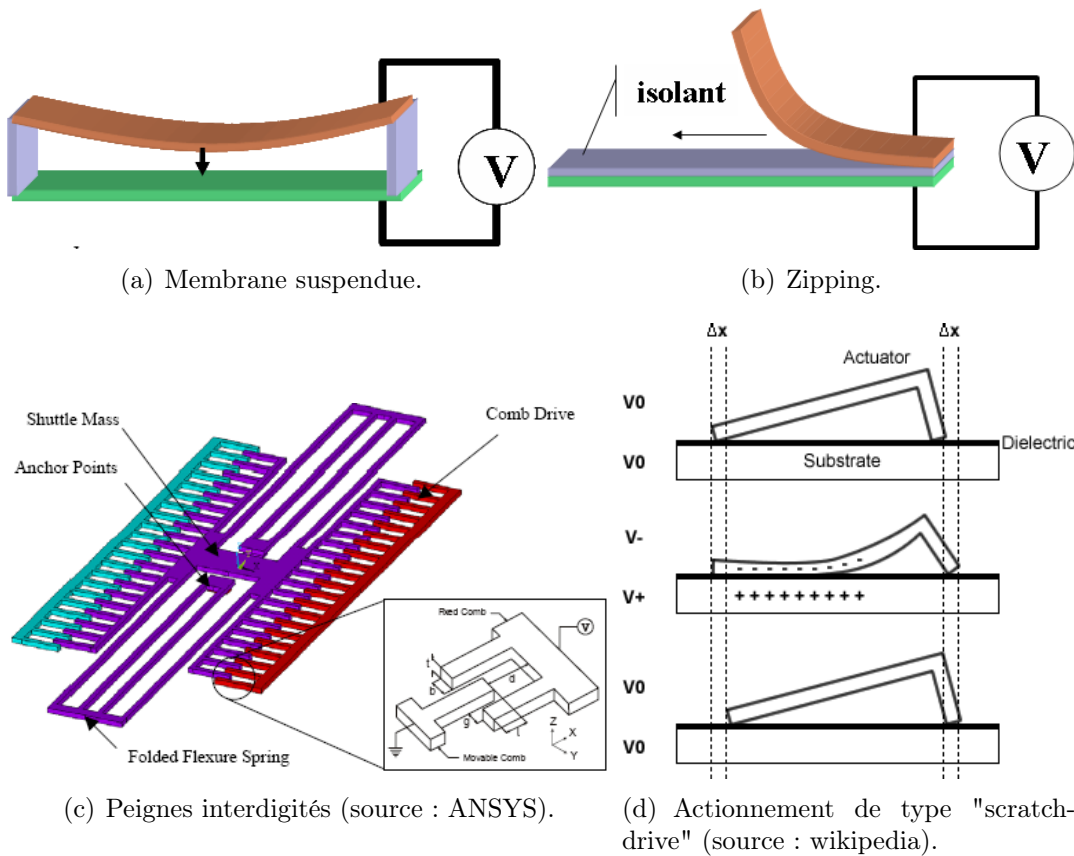 V
(a) Membrane suspendue.
isolant
V
(b) Zipping.
Shuttle Mass
Anchor Points
Comb Drive
Folded Flexure Spring
Fixed Comb
V
t
b
d
g
l
Z
X
Y
Movable Comb
(c) Peignes interdigités (source : ANSYS).
Δx Δx
Actuator
V0
Dielectric
V0
Substrate
V-
- - - - - - - -
V+
+ + + + + + + + +
V0
V0
(d) Actionnement de type "scratch-
drive" (source : wikipedia).